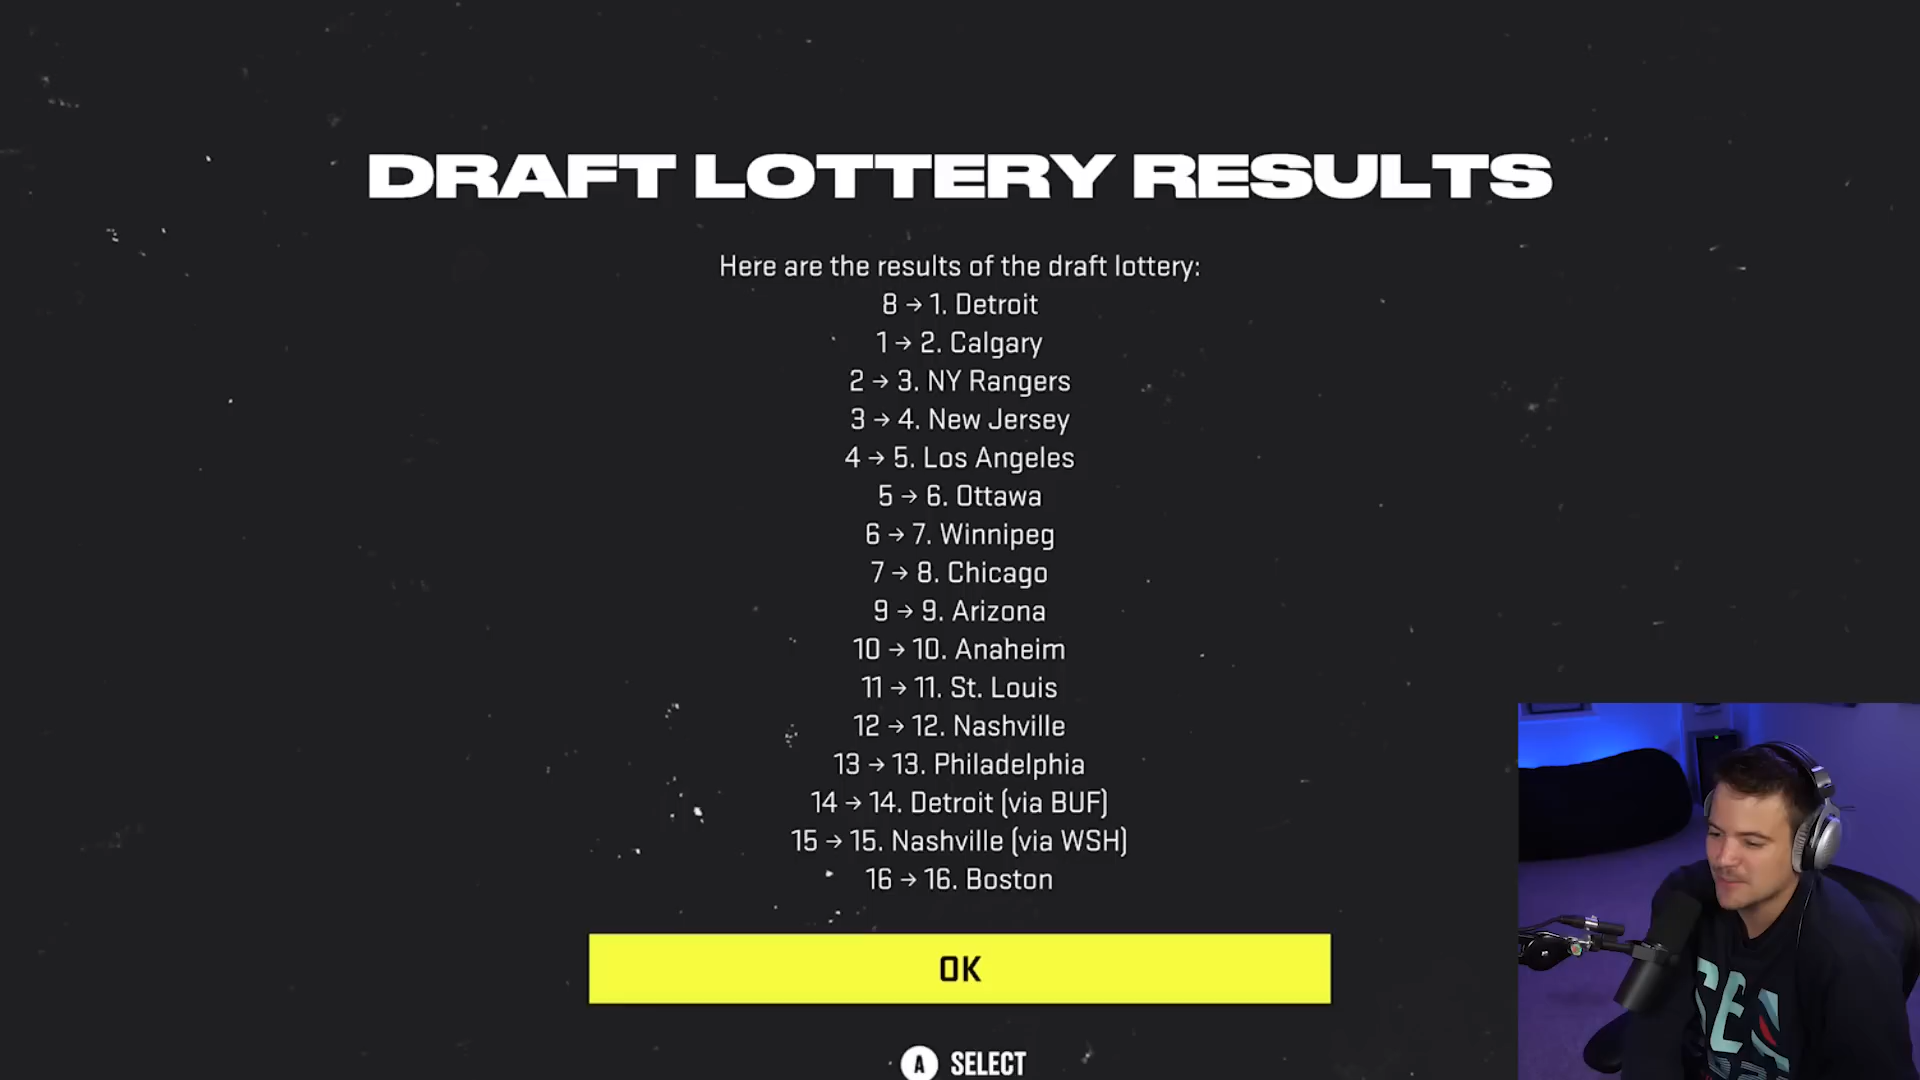 DRAFT LOTTERY RESULTS
Here are the results of the draft lottery:
8 → 1. Detroit
1 → 2. Calgary
2 → 3. NY Rangers
3 → 4. New Jersey
4 → 5. Los Angeles
5 → 6. Ottawa
6 → 7. Winnipeg
7 → 8. Chicago
9 → 9. Arizona
10 → 10. Anaheim
11 → 11. St. Louis
12 → 12. Nashville
13 → 13. Philadelphia
14 → 14. Detroit (via BUF)
15 → 15. Nashville (via WSH)
16 → 16. Boston
OK
A SELECT
SEA